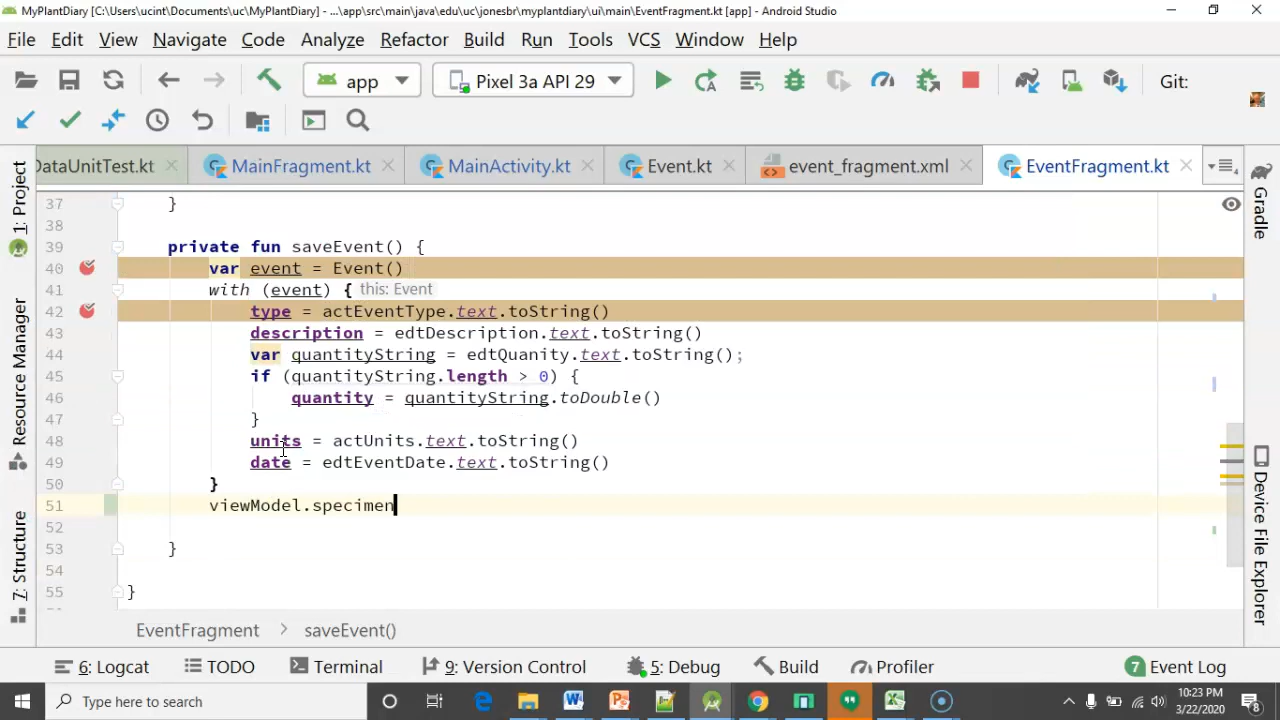 MyPlantDiary [C:\Users\ucint\Documents\uc\MyPlantDiary] - ...\app\src\main\java\edu\uc\jonesbr\myplantdiary\ui\main\EventFragment.kt [app] - Android Studio
File Edit View Navigate Code Analyze Refactor Build Run Tools VCS Window Help
app Pixel 3a API 29 Git:
DataUnitTest.kt MainFragment.kt MainActivity.kt Event.kt event_fragment.xml EventFragment.kt
1: Project
Resource Manager
7: Structure
37 }
38
39 private fun saveEvent() {
40 var event = Event()
41 with (event) { this: Event
42 type = actEventType.text.toString()
43 description = edtDescription.text.toString()
44 var quantityString = edtQuanity.text.toString();
45 if (quantityString.length > 0) {
46 quantity = quantityString.toDouble()
47 }
48 units = actUnits.text.toString()
49 date = edtEventDate.text.toString()
50 }
51 viewModel.specimen
52
53 }
54
55 }
Gradle
Device File Explorer
EventFragment > saveEvent()
6: Logcat TODO Terminal 9: Version Control 5: Debug Build Profiler 7 Event Log
Type here to search
10:23 PM
3/22/2020
8